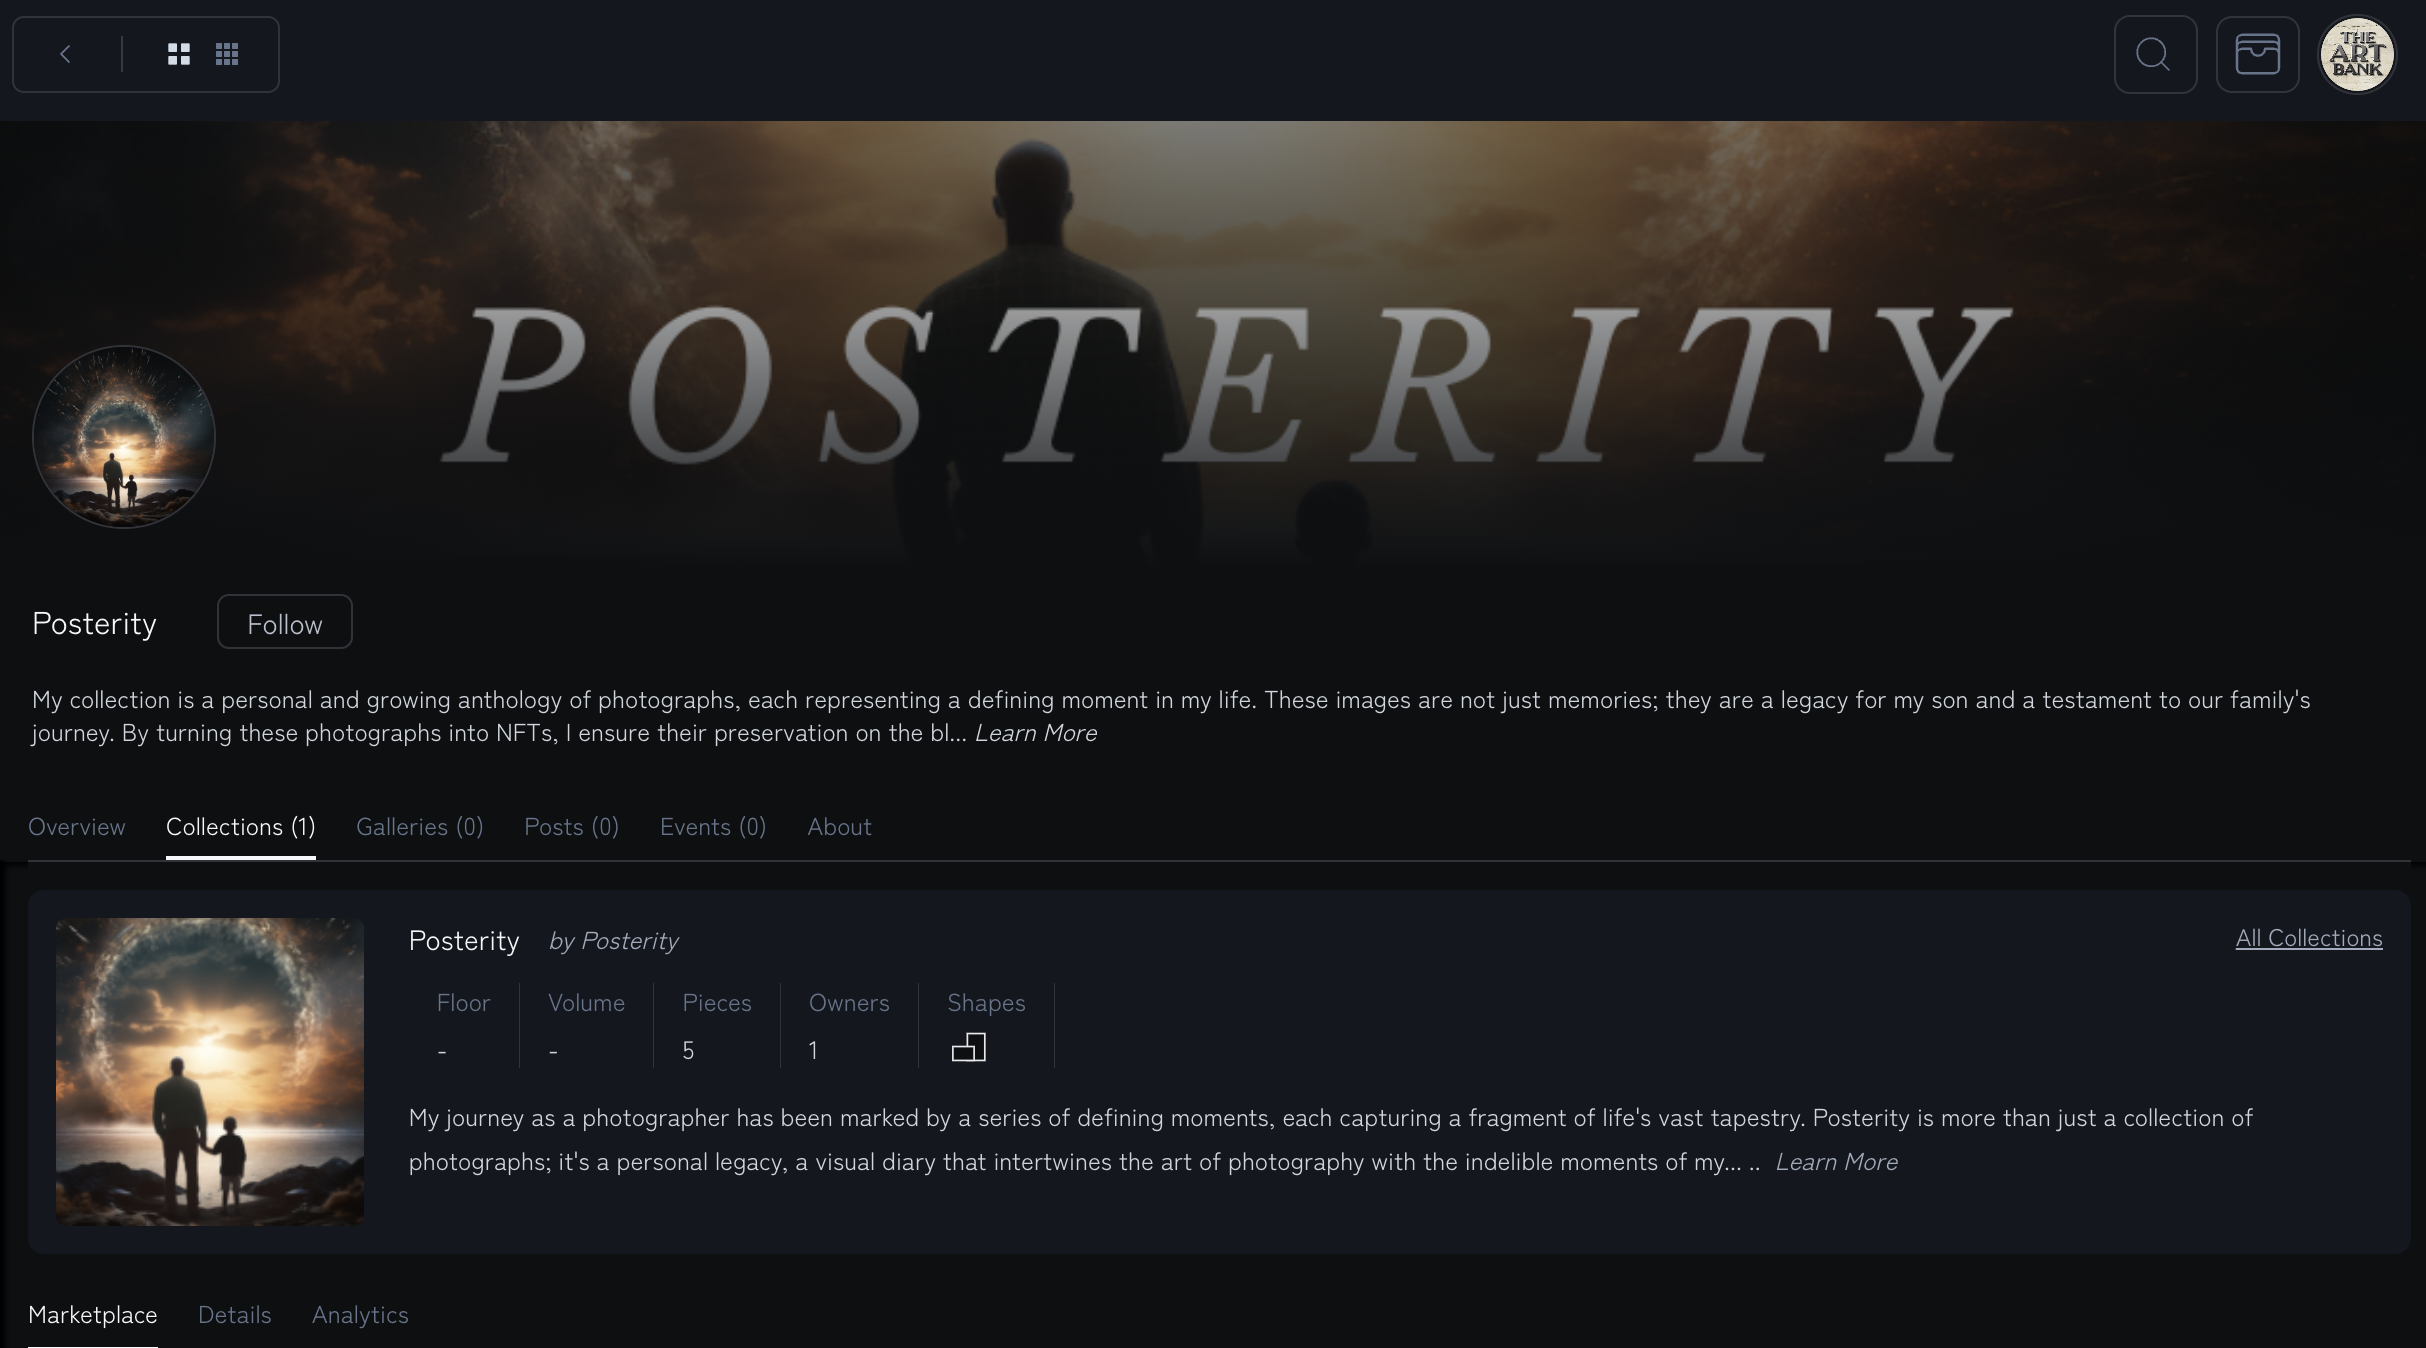 THE
ART
BANK
POSTERITY
Posterity
Follow
My collection is a personal and growing anthology of photographs, each representing a defining moment in my life. These images are not just memories; they are a legacy for my son and a testament to our family's
journey. By turning these photographs into NFTs, I ensure their preservation on the bl... Learn More
Overview Collections (1) Galleries (0) Posts (0) Events (0) About
Posterity by Posterity All Collections
Floor Volume Pieces Owners Shapes
- - 5 1
My journey as a photographer has been marked by a series of defining moments, each capturing a fragment of life's vast tapestry. Posterity is more than just a collection of
photographs; it's a personal legacy, a visual diary that intertwines the art of photography with the indelible moments of my... .. Learn More
Marketplace Details Analytics